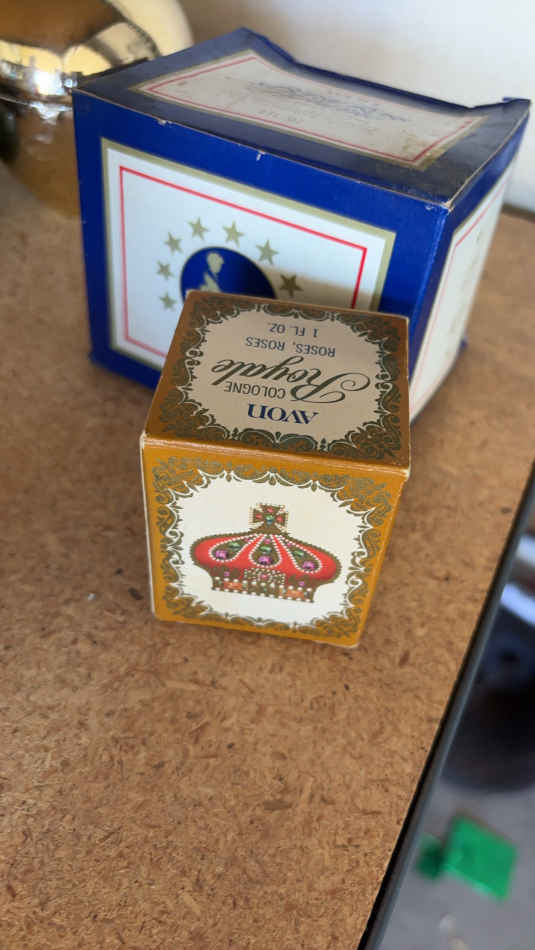 AVON
COLOGNE
Royale
ROSES, ROSES
1 FL. OZ.